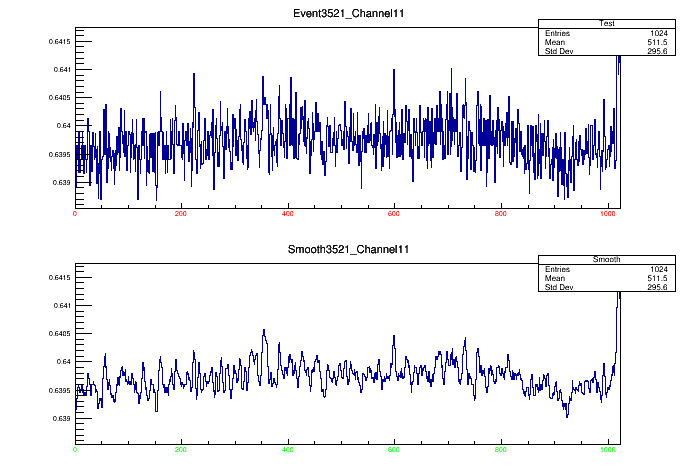 Event3521_Channel11
Test
Entries 1024
Mean 511.5
Std Dev 295.6
0.6415
0.641
0.6405
0.64
0.6395
0.639
0 200 400 600 800 1000
Smooth3521_Channel11
Smooth
Entries 1024
Mean 511.5
Std Dev 295.6
0.6415
0.641
0.6405
0.64
0.6395
0.639
0 200 400 600 800 1000